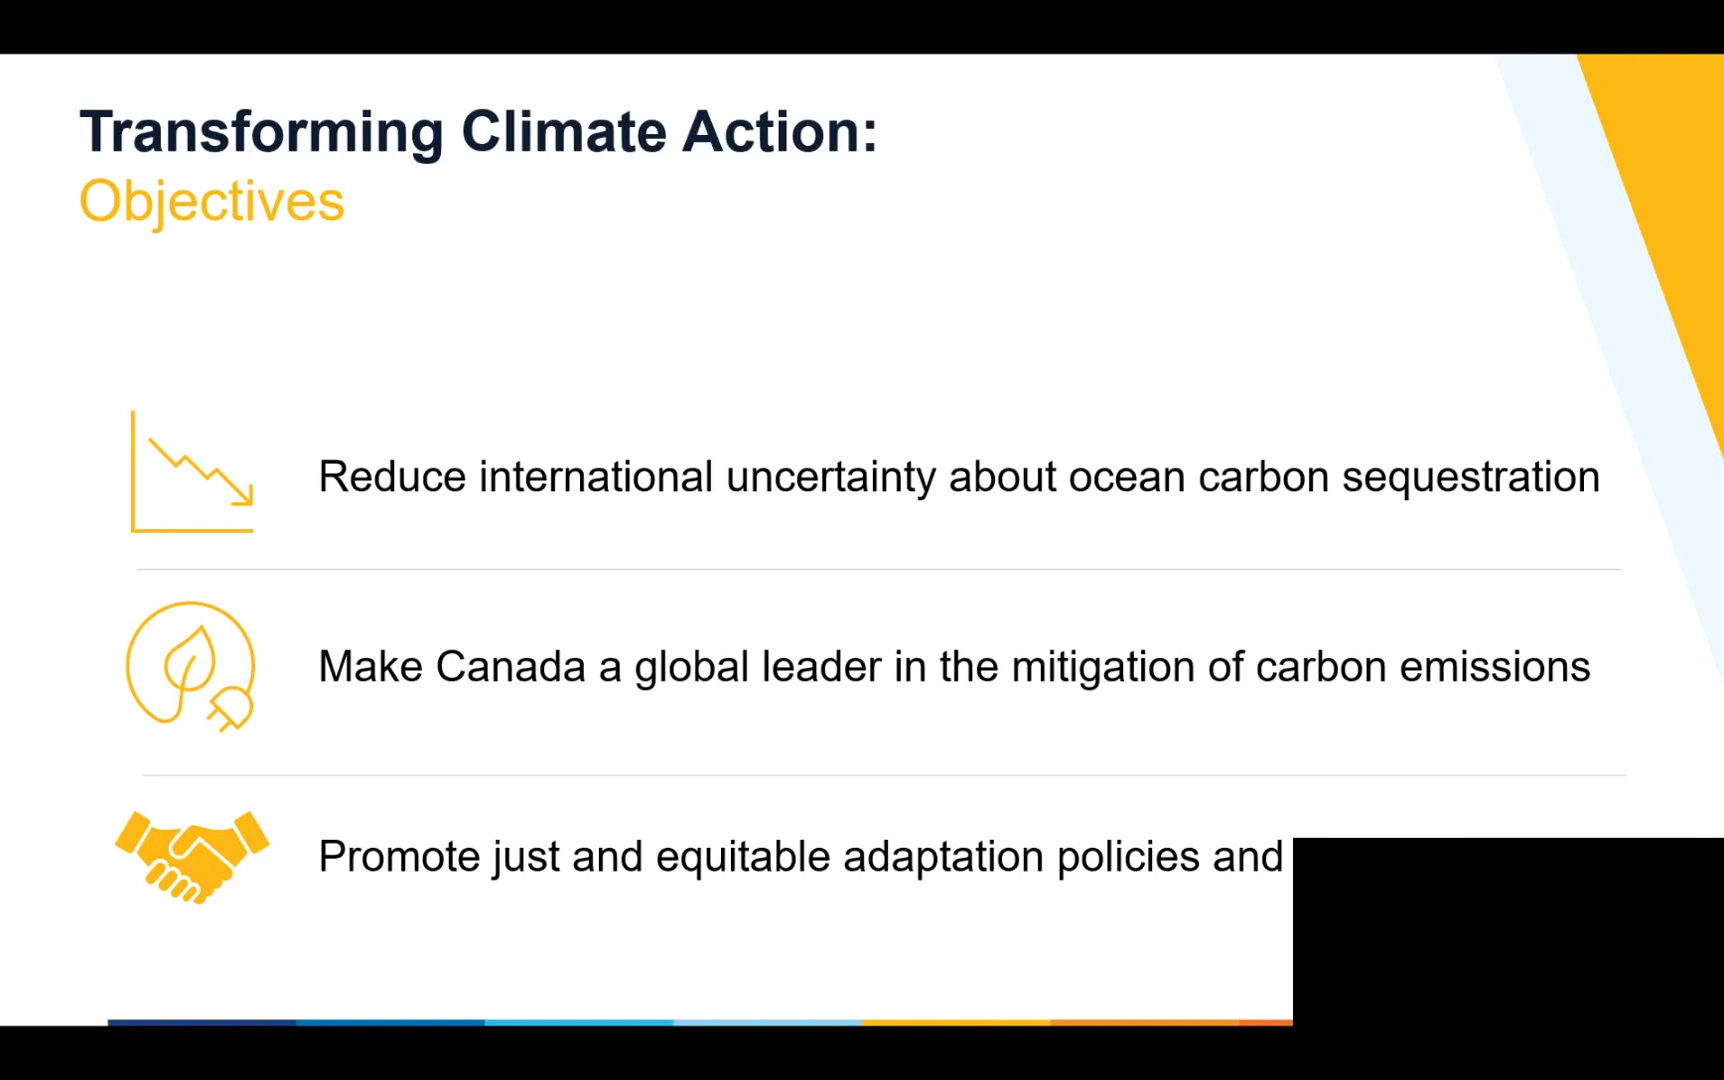 Transforming Climate Action:
Objectives
Reduce international uncertainty about ocean carbon sequestration
Make Canada a global leader in the mitigation of carbon emissions
Promote just and equitable adaptation policies and